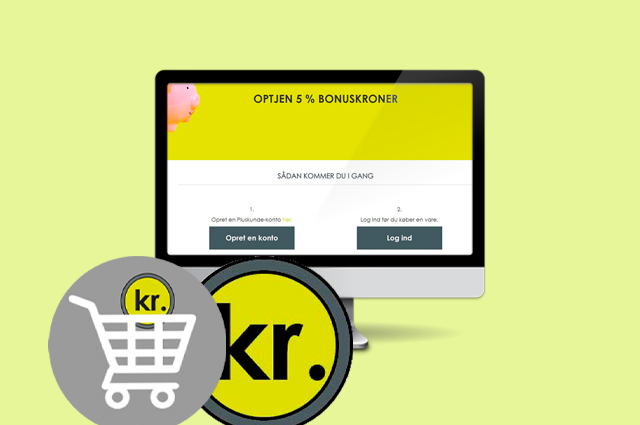 OPTJEN 5 % BONUSKRONER
SÅDAN KOMMER DU I GANG
1.
Opret en Pluskunde-konto her.
Opret en konto
2.
Log ind før du køber en vare.
Log ind
kr.
kr.